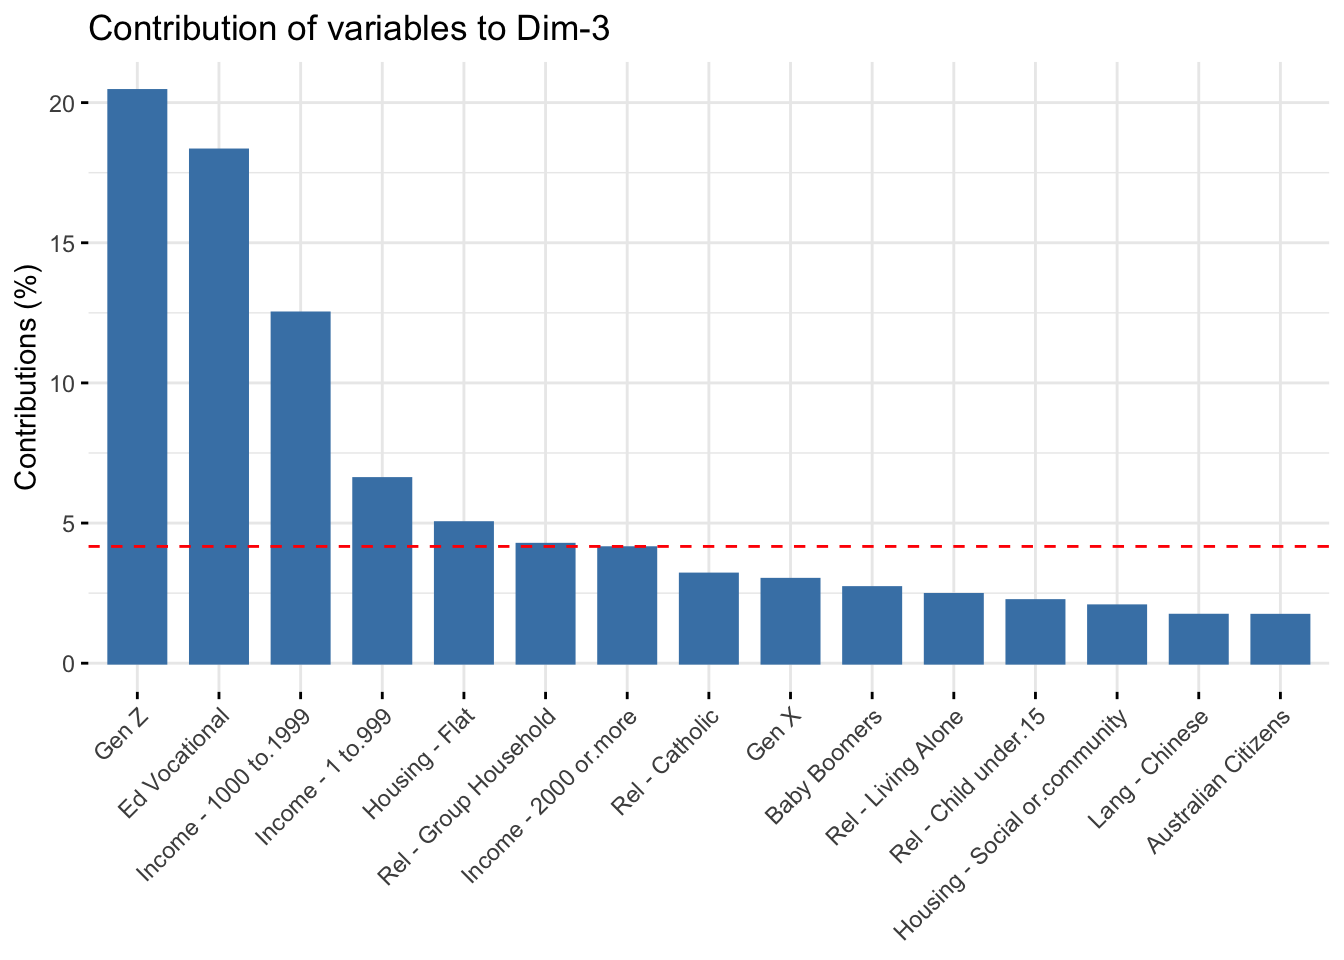 Contribution of variables to Dim-3
Contributions (%)
20
15
10
5
0
Gen Z
Ed Vocational
Income - 1000 to.1999
Income - 1 to.999
Housing - Flat
Rel - Group Household
Income - 2000 or.more
Rel - Catholic
Gen X
Baby Boomers
Rel - Living Alone
Rel - Child under.15
Housing - Social or.community
Lang - Chinese
Australian Citizens